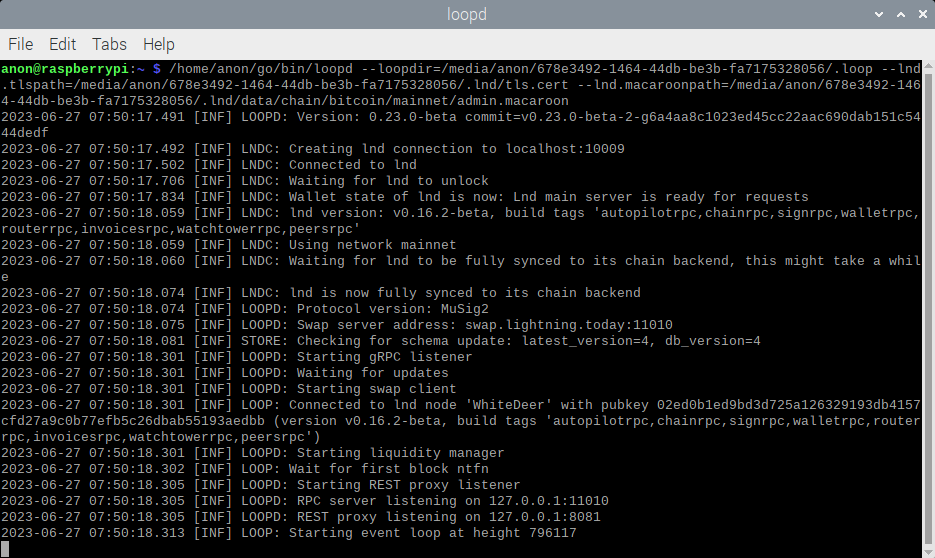 loopd
File Edit Tabs Help
anon@raspberrypi:~ $ /home/anon/go/bin/loopd --loopdir=/media/anon/678e3492-1464-44db-be3b-fa7175328056/.loop --lnd
.tlspath=/media/anon/678e3492-1464-44db-be3b-fa7175328056/.lnd/tls.cert --lnd.macaroonpath=/media/anon/678e3492-146
4-44db-be3b-fa7175328056/.lnd/data/chain/bitcoin/mainnet/admin.macaroon
2023-06-27 07:50:17.491 [INF] LOOPD: Version: 0.23.0-beta commit=v0.23.0-beta-2-g6a4aa8c1023ed45cc22aac690dab151c54
44dedf
2023-06-27 07:50:17.492 [INF] LNDC: Creating lnd connection to localhost:10009
2023-06-27 07:50:17.502 [INF] LNDC: Connected to lnd
2023-06-27 07:50:17.706 [INF] LNDC: Waiting for lnd to unlock
2023-06-27 07:50:17.834 [INF] LNDC: Wallet state of lnd is now: Lnd main server is ready for requests
2023-06-27 07:50:18.059 [INF] LNDC: lnd version: v0.16.2-beta, build tags 'autopilotrpc,chainrpc,signrpc,walletrpc,
routerrpc,invoicesrpc,watchtowerrpc,peersrpc'
2023-06-27 07:50:18.059 [INF] LNDC: Using network mainnet
2023-06-27 07:50:18.060 [INF] LNDC: Waiting for lnd to be fully synced to its chain backend, this might take a whil
e
2023-06-27 07:50:18.074 [INF] LNDC: lnd is now fully synced to its chain backend
2023-06-27 07:50:18.074 [INF] LOOPD: Protocol version: MuSig2
2023-06-27 07:50:18.075 [INF] LOOPD: Swap server address: swap.lightning.today:11010
2023-06-27 07:50:18.081 [INF] STORE: Checking for schema update: latest_version=4, db_version=4
2023-06-27 07:50:18.301 [INF] LOOPD: Starting gRPC listener
2023-06-27 07:50:18.301 [INF] LOOPD: Waiting for updates
2023-06-27 07:50:18.301 [INF] LOOPD: Starting swap client
2023-06-27 07:50:18.301 [INF] LOOP: Connected to lnd node 'WhiteDeer' with pubkey 02ed0b1ed9bd3d725a126329193db4157
cfd27a9c0b77efb5c26dbab55193aedbb (version v0.16.2-beta, build tags 'autopilotrpc,chainrpc,signrpc,walletrpc,router
rpc,invoicesrpc,watchtowerrpc,peersrpc')
2023-06-27 07:50:18.301 [INF] LOOPD: Starting liquidity manager
2023-06-27 07:50:18.302 [INF] LOOP: Wait for first block ntfn
2023-06-27 07:50:18.305 [INF] LOOPD: Starting REST proxy listener
2023-06-27 07:50:18.305 [INF] LOOPD: RPC server listening on 127.0.0.1:11010
2023-06-27 07:50:18.305 [INF] LOOPD: REST proxy listening on 127.0.0.1:8081
2023-06-27 07:50:18.313 [INF] LOOP: Starting event loop at height 796117